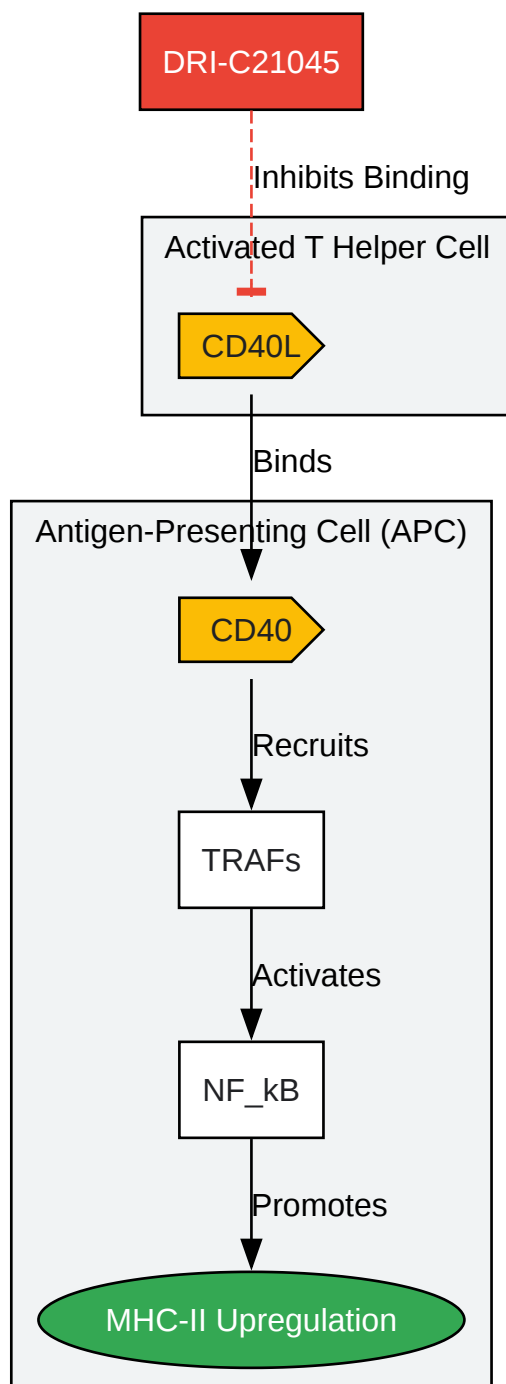 DRI-C21045
Inhibits Binding
Activated T Helper Cell
CD40L
Binds
Antigen-Presenting Cell (APC)
CD40
Recruits
TRAFs
Activates
NF_kB
Promotes
MHC-II Upregulation